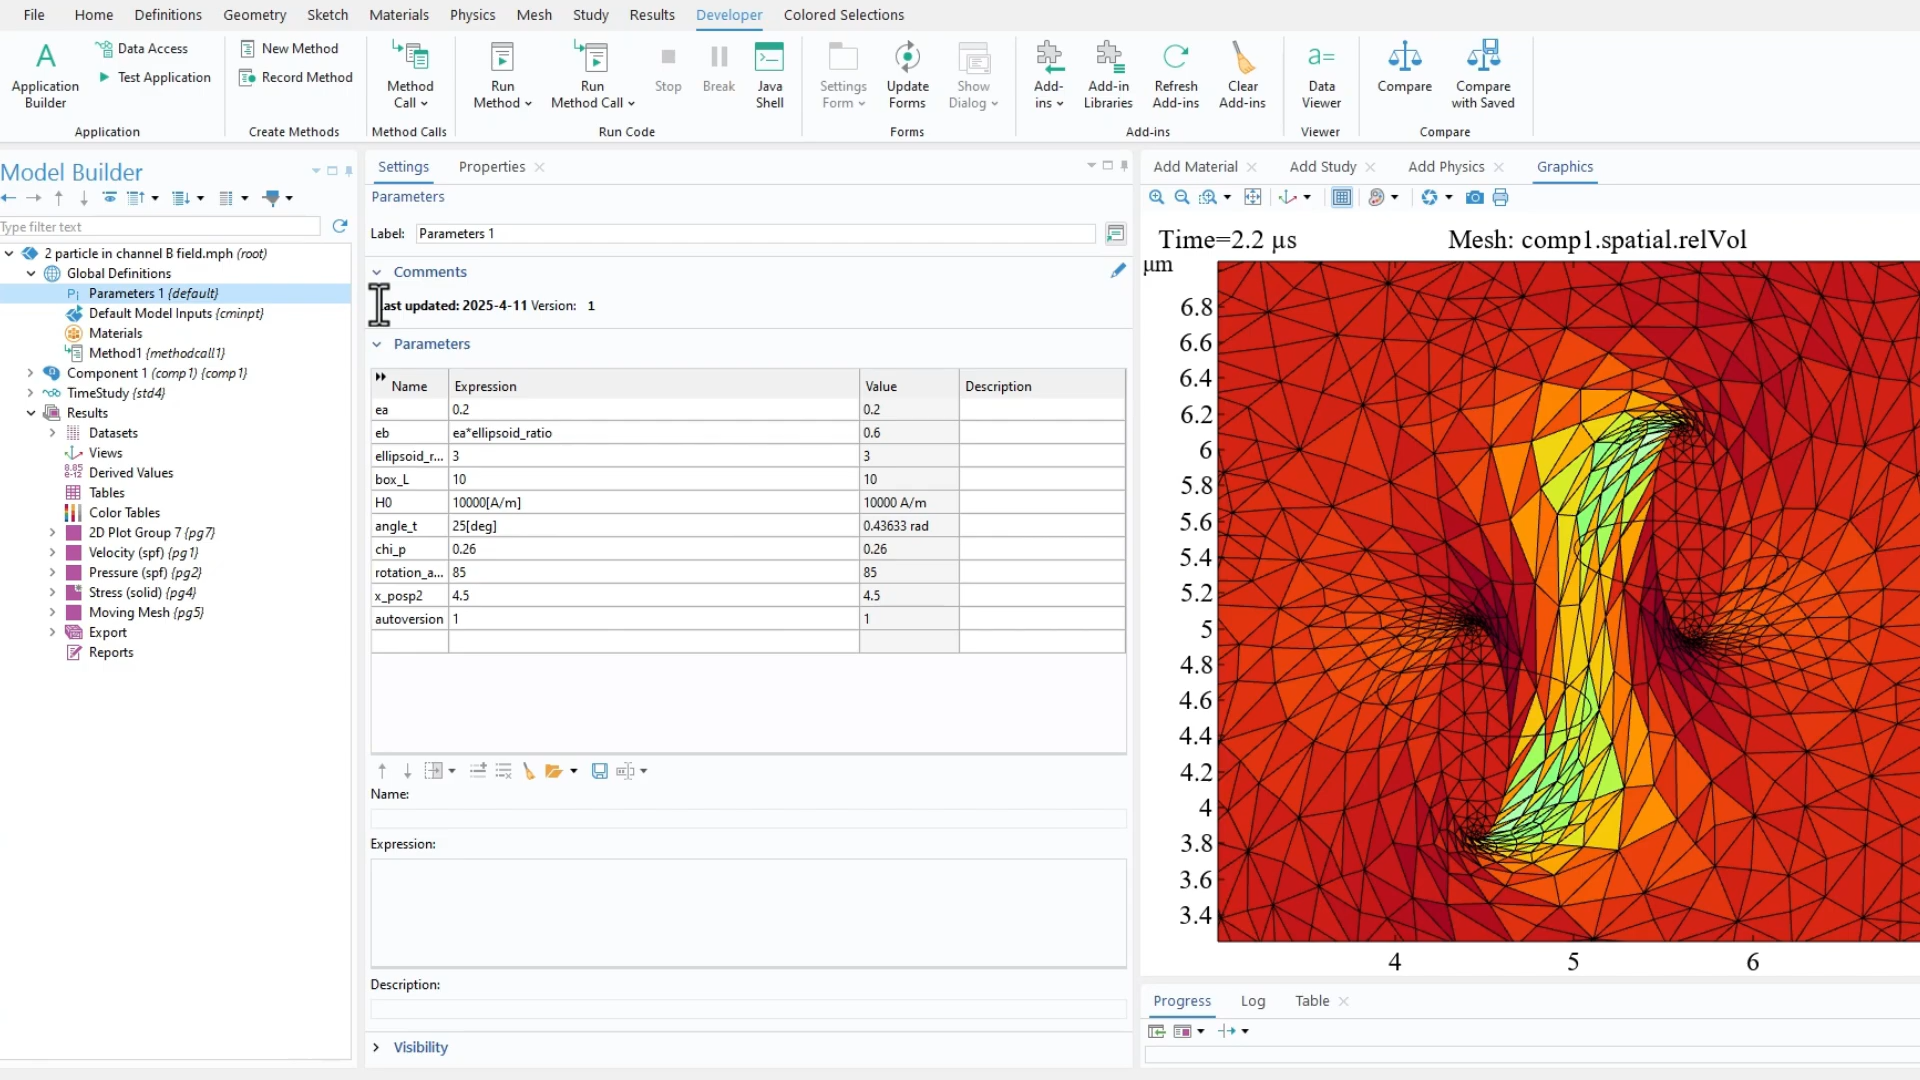 File Home Definitions Geometry Sketch Materials Physics Mesh Study Results Developer Colored Selections
Application Builder
Data Access
Test Application
Application
New Method
Record Method
Create Methods
Method Call
Method Calls
Run Method
Run Method Call
Stop
Break
Java Shell
Run Code
Settings Form
Update Forms
Show Dialog
Forms
Add-ins
Add-in Libraries
Refresh Add-ins
Clear Add-ins
Add-ins
Data Viewer
Viewer
Compare
Compare with Saved
Compare
Model Builder
Type filter text
2 particle in channel B field.mph (root)
Global Definitions
Parameters 1 {default}
Default Model Inputs {cminpt}
Materials
Method1 {methodcall1}
Component 1 (comp1) {comp1}
TimeStudy {std4}
Results
Datasets
Views
Derived Values
Tables
Color Tables
2D Plot Group 7 {pg7}
Velocity (spf) {pg1}
Pressure (spf) {pg2}
Stress (solid) {pg4}
Moving Mesh {pg5}
Export
Reports
Settings Properties
Parameters
Label: Parameters 1
Comments
ast updated: 2025-4-11 Version: 1
Parameters
Name Expression Value Description
ea 0.2 0.2
eb ea*ellipsoid_ratio 0.6
ellipsoid_r... 3 3
box_L 10 10
H0 10000[A/m] 10000 A/m
angle_t 25[deg] 0.43633 rad
chi_p 0.26 0.26
rotation_a... 85 85
x_posp2 4.5 4.5
autoversion 1 1
Name:
Expression:
Description:
Visibility
Add Material Add Study Add Physics Graphics
Time=2.2 µs Mesh: comp1.spatial.relVol
µm
6.8
6.6
6.4
6.2
6
5.8
5.6
5.4
5.2
5
4.8
4.6
4.4
4.2
4
3.8
3.6
3.4
4 5 6
Progress Log Table